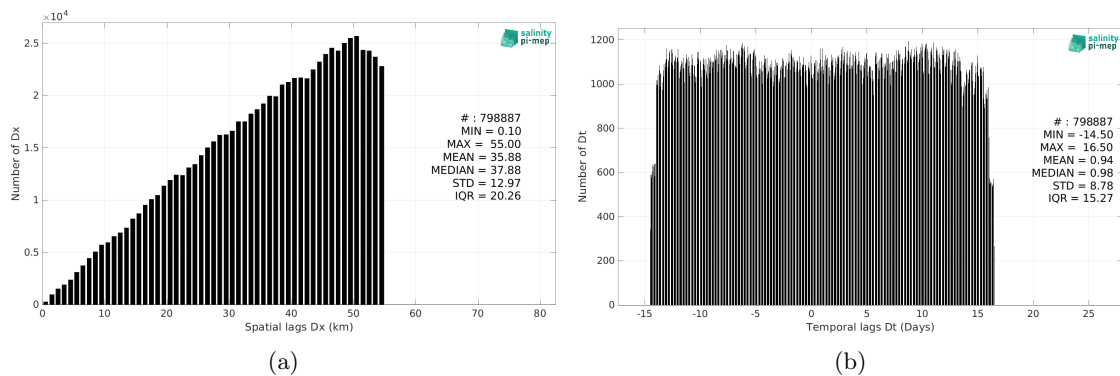 ×10⁴
2.5
2
1.5
1
0.5
0
Number of Dx
0 10 20 30 40 50 60 70 80
Spatial lags Dx (km)
salinity
pi-mep
# : 798887
MIN = 0.10
MAX = 55.00
MEAN = 35.88
MEDIAN = 37.88
STD = 12.97
IQR = 20.26
(a)
1200
1000
800
600
400
200
0
Number of Dt
-15 -10 -5 0 5 10 15 20 25
Temporal lags Dt (Days)
salinity
pi-mep
# : 798887
MIN = -14.50
MAX = 16.50
MEAN = 0.94
MEDIAN = 0.98
STD = 8.78
IQR = 15.27
(b)